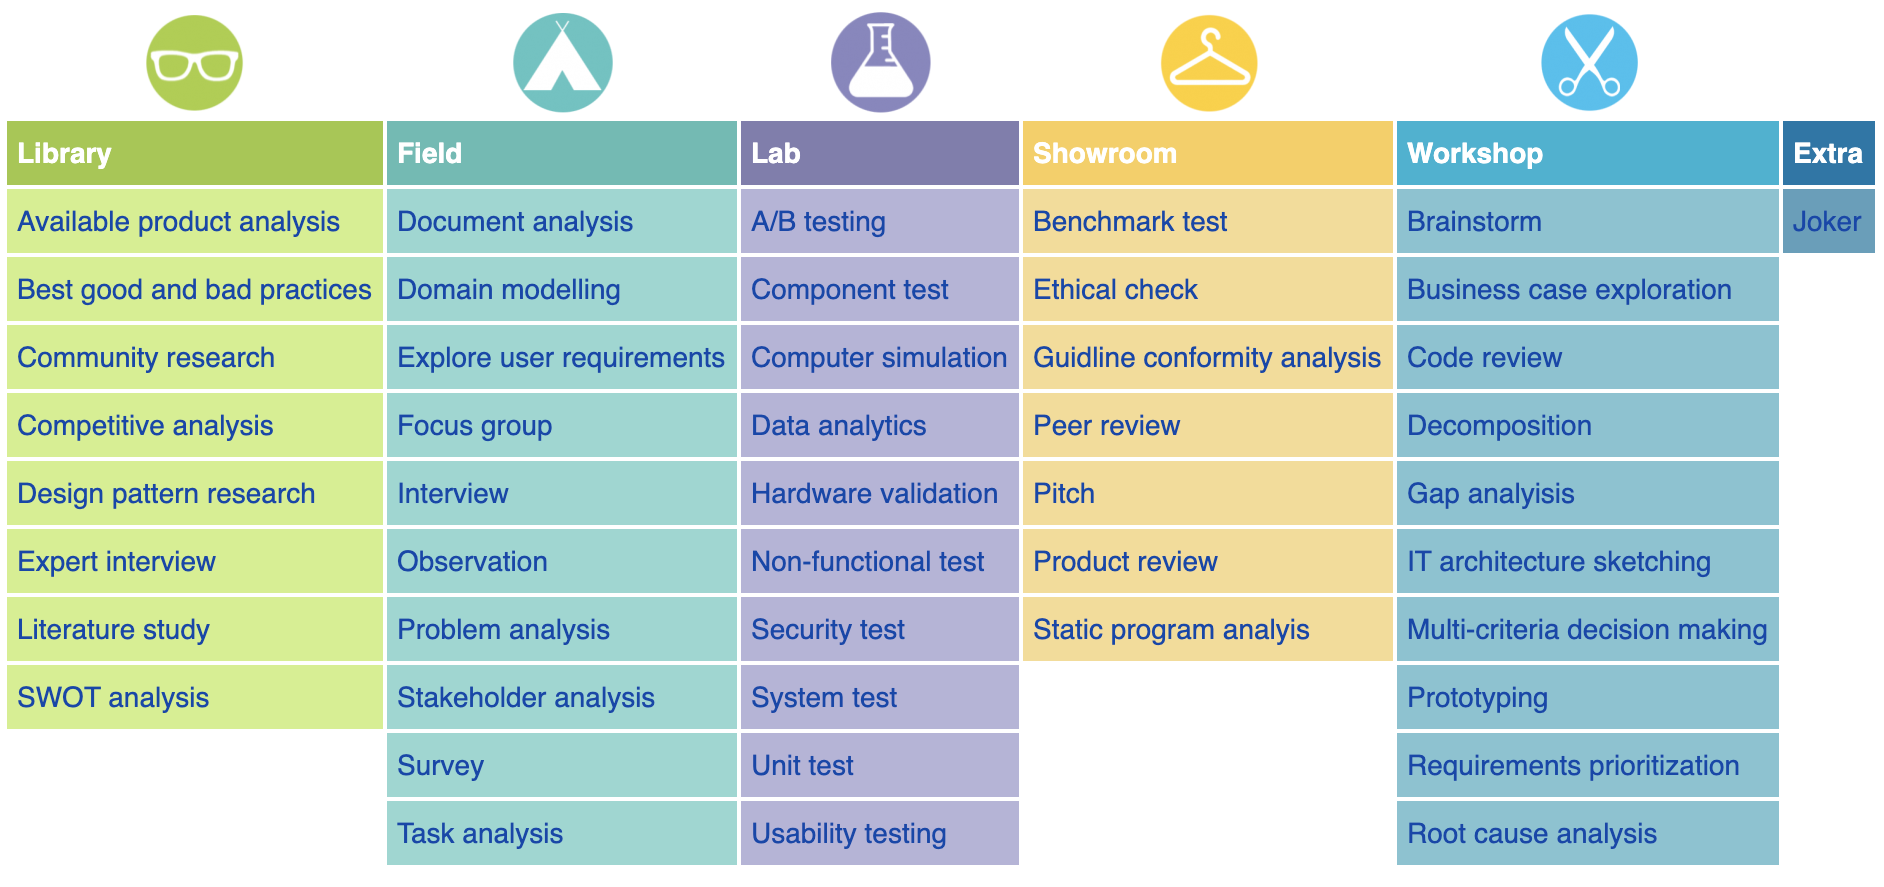 Library Field Lab Showroom Workshop Extra
Available product analysis Document analysis A/B testing Benchmark test Brainstorm Joker
Best good and bad practices Domain modelling Component test Ethical check Business case exploration
Community research Explore user requirements Computer simulation Guidline conformity analysis Code review
Competitive analysis Focus group Data analytics Peer review Decomposition
Design pattern research Interview Hardware validation Pitch Gap analyisis
Expert interview Observation Non-functional test Product review IT architecture sketching
Literature study Problem analysis Security test Static program analyis Multi-criteria decision making
SWOT analysis Stakeholder analysis System test Prototyping
Survey Unit test Requirements prioritization
Task analysis Usability testing Root cause analysis